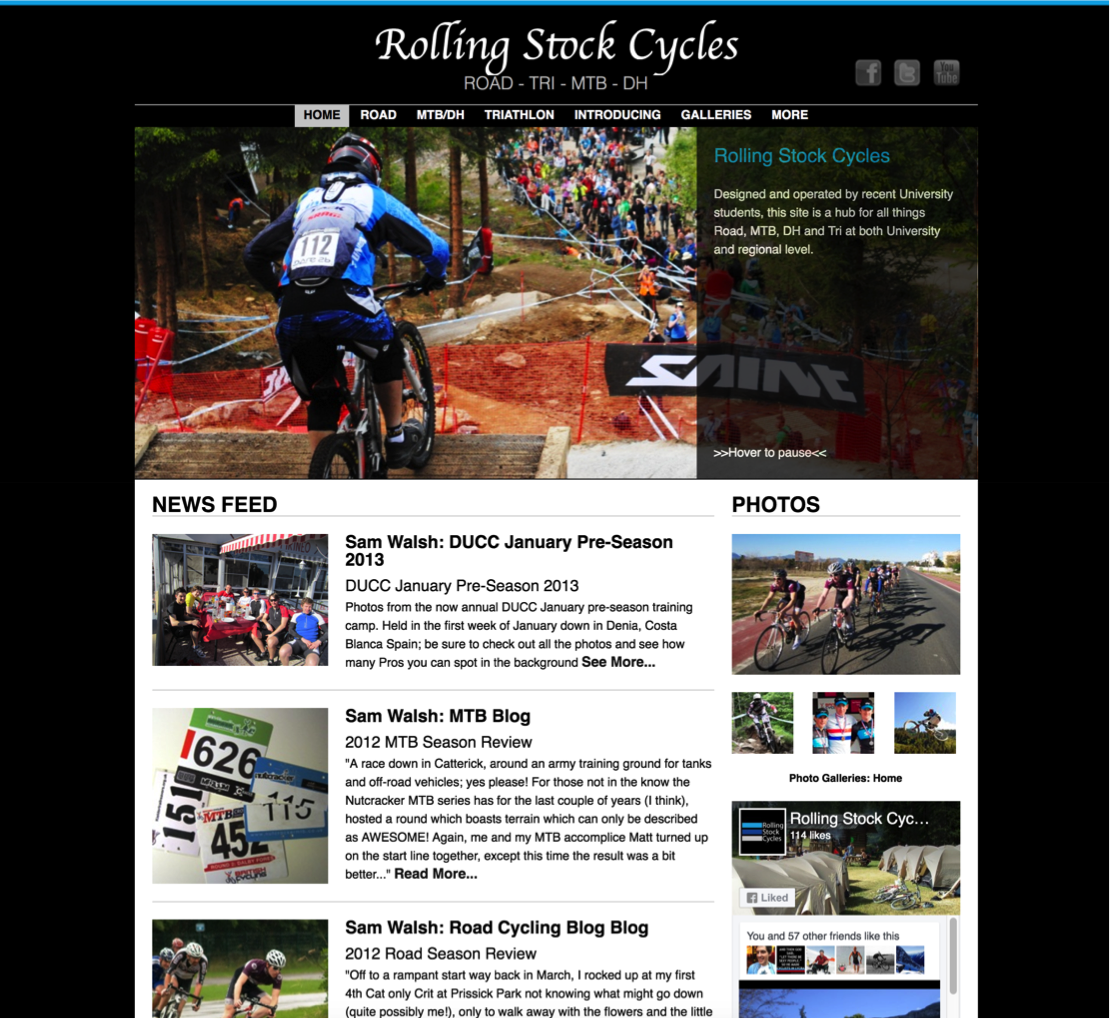 Rolling Stock Cycles
ROAD - TRI - MTB - DH
You
Tube
HOME ROAD MTB/DH TRIATHLON INTRODUCING GALLERIES MORE
112
SAINT
Rolling Stock Cycles
Designed and operated by recent University
students, this site is a hub for all things
Road, MTB, DH and Tri at both University
and regional level.
>>Hover to pause<<
NEWS FEED
Sam Walsh: DUCC January Pre-Season
2013
DUCC January Pre-Season 2013
Photos from the now annual DUCC January pre-season training
camp. Held in the first week of January down in Denia, Costa
Blanca Spain; be sure to check out all the photos and see how
many Pros you can spot in the background See More...
626
151
115
452
Sam Walsh: MTB Blog
2012 MTB Season Review
"A race down in Catterick, around an army training ground for tanks
and off-road vehicles; yes please! For those not in the know the
Nutcracker MTB series has for the last couple of years (I think),
hosted a round which boasts terrain which can only be described
as AWESOME! Again, me and my MTB accomplice Matt turned up
on the start line together, except this time the result was a bit
better..." Read More...
Sam Walsh: Road Cycling Blog Blog
2012 Road Season Review
"Off to a rampant start way back in March, I rocked up at my first
4th Cat only Crit at Prissick Park not knowing what might go down
(quite possibly me!), only to walk away with the flowers and the little
PHOTOS
Photo Galleries: Home
Rolling
Stock
Cycles
Rolling Stock Cyc...
114 likes
Liked
You and 57 other friends like this